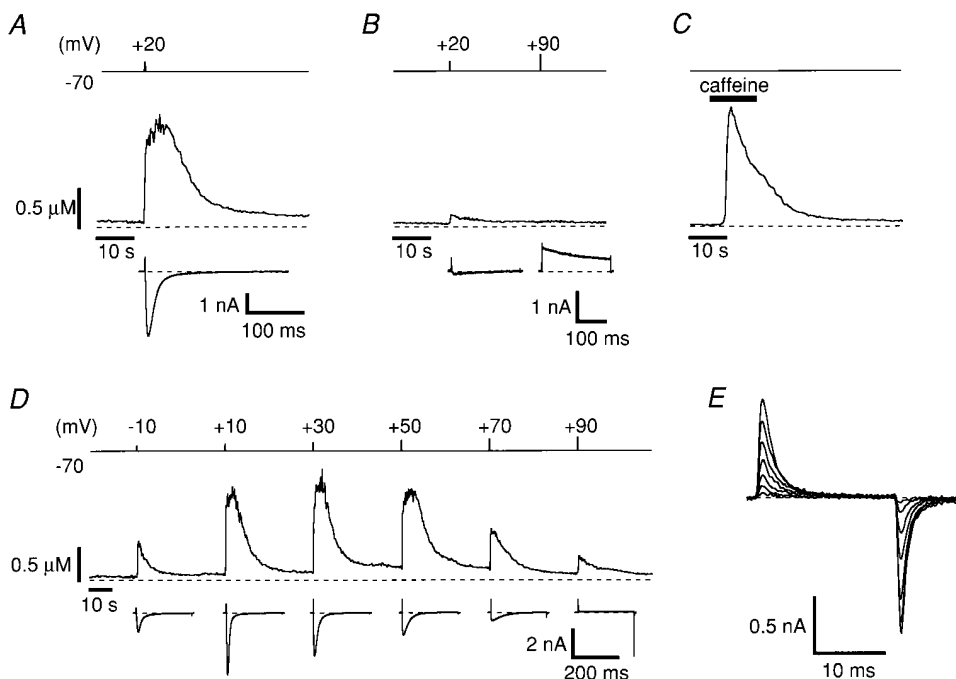 A
(mV)
+20
-70
0.5 µM
10 s
1 nA
100 ms
B
+20
+90
10 s
1 nA
100 ms
C
caffeine
10 s
D
(mV)
-10
+10
+30
+50
+70
+90
-70
0.5 µM
10 s
2 nA
200 ms
E
0.5 nA
10 ms